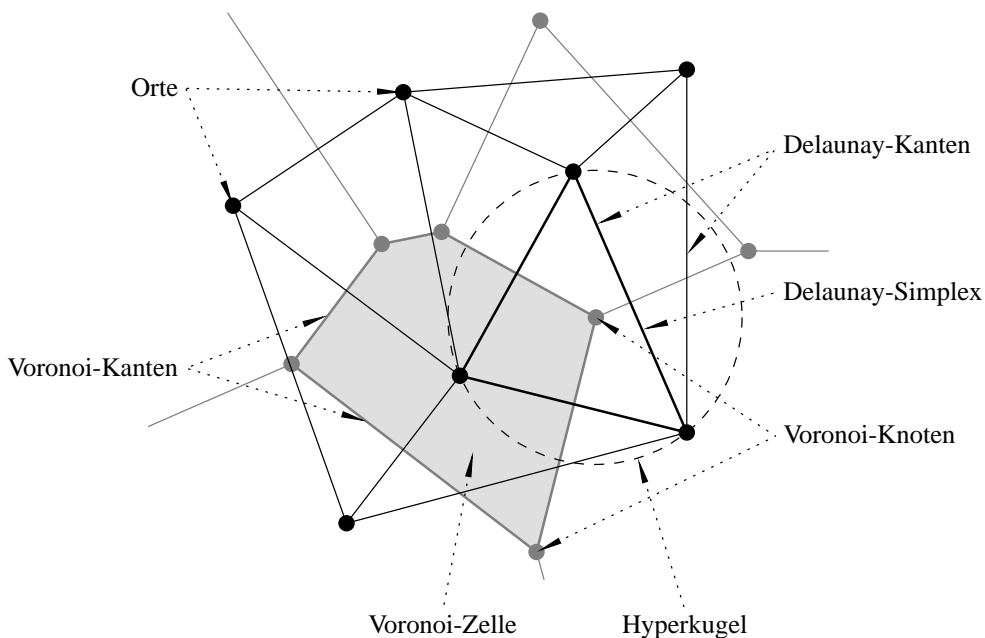 Orte
Delaunay-Kanten
Delaunay-Simplex
Voronoi-Kanten
Voronoi-Knoten
Voronoi-Zelle
Hyperkugel